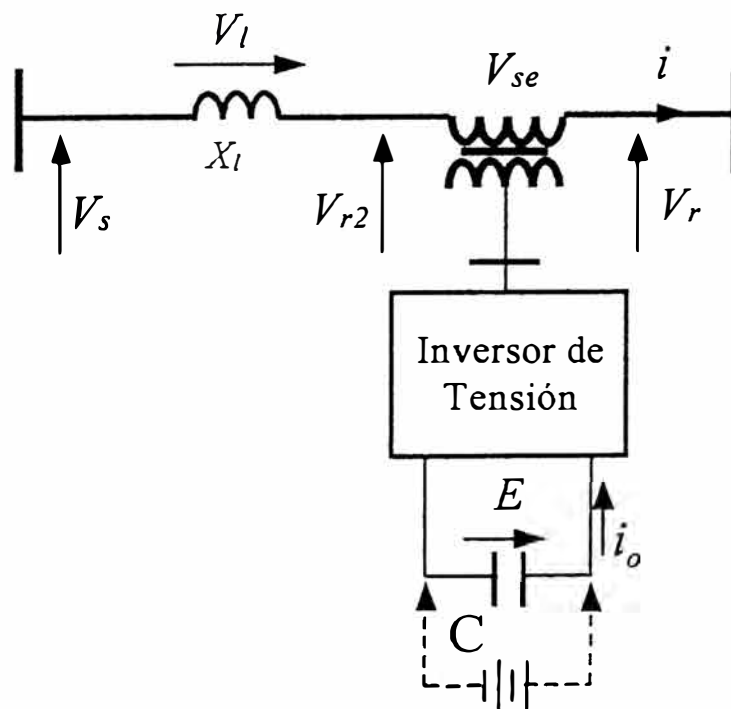 V_l
V_se
i
X_l
V_s
V_r2
V_r
Inversor de
Tensión
E
i_o
C